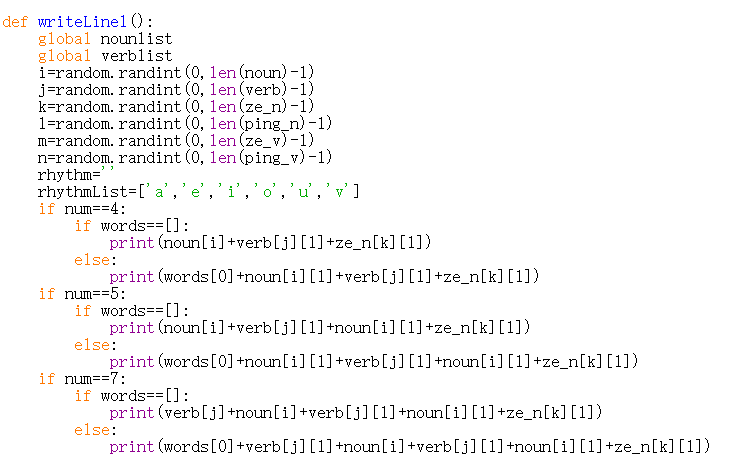 def writeLine1():
    global nounlist
    global verblist
    i=random.randint(0,len(noun)-1)
    j=random.randint(0,len(verb)-1)
    k=random.randint(0,len(ze_n)-1)
    l=random.randint(0,len(ping_n)-1)
    m=random.randint(0,len(ze_v)-1)
    n=random.randint(0,len(ping_v)-1)
    rhythm=''
    rhythmList=['a','e','i','o','u','v']
    if num==4:
        if words==[]:
            print(noun[i]+verb[j][1]+ze_n[k][1])
        else:
            print(words[0]+noun[i][1]+verb[j][1]+ze_n[k][1])
    if num==5:
        if words==[]:
            print(noun[i]+verb[j][1]+noun[i][1]+ze_n[k][1])
        else:
            print(words[0]+noun[i][1]+verb[j][1]+noun[i][1]+ze_n[k][1])
    if num==7:
        if words==[]:
            print(verb[j]+noun[i]+verb[j][1]+noun[i][1]+ze_n[k][1])
        else:
            print(words[0]+verb[j][1]+noun[i]+verb[j][1]+noun[i][1]+ze_n[k][1])